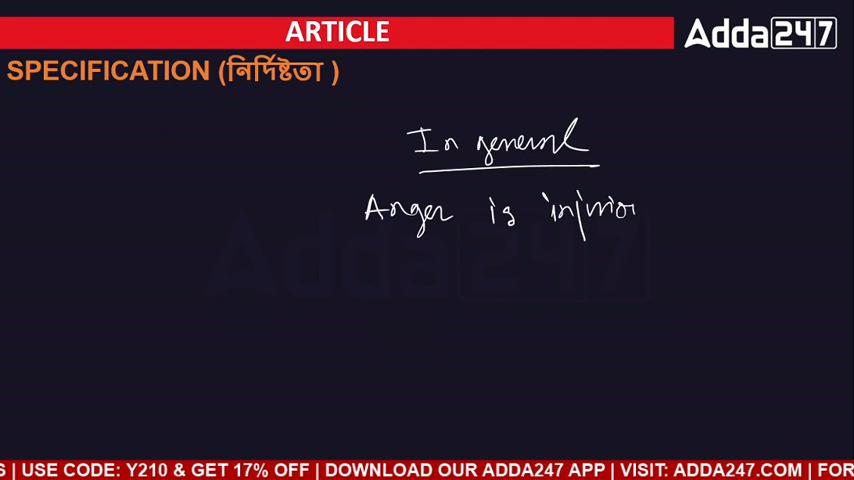 ARTICLE
Adda247
SPECIFICATION (নির্দিষ্টতা )
In general
Anger is injurio
Adda247
S | USE CODE: Y210 & GET 17% OFF | DOWNLOAD OUR ADDA247 APP | VISIT: ADDA247.COM | FOR